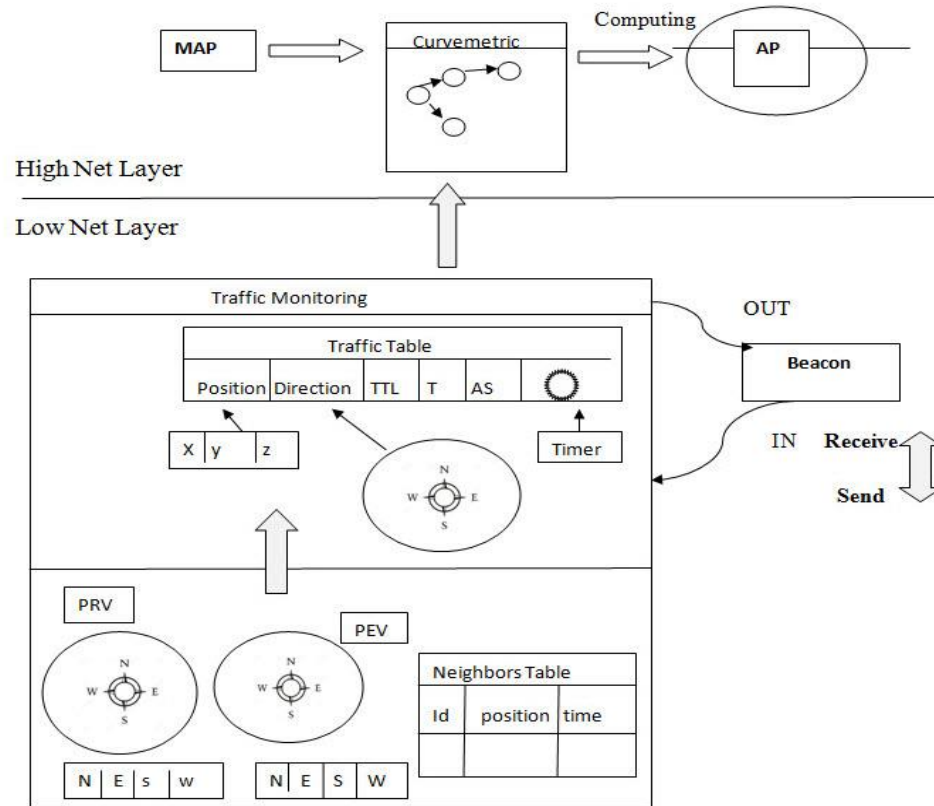 Computing
MAP
Curvemetric
AP
High Net Layer
Low Net Layer
Traffic Monitoring
OUT
Traffic Table
Position Direction TTL T AS
Beacon
X y z
Timer
IN Receive
Send
N
W E
S
PRV
PEV
N
W E
S
N
W E
S
Neighbors Table
Id position time
N E s w
N E S W